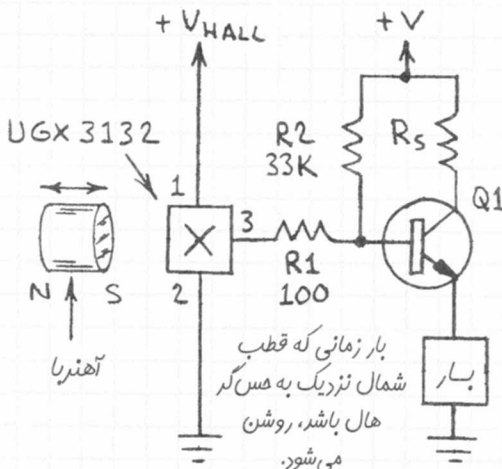 + VHALL
+V
UGX 3132
R2
33K
RS
Q1
1
3
R1
100
2
N
S
آهنربا
بار زمانی که قطب
شمال نزدیک به حس‌گر
هال باشد، روشن
می‌شود.
بار